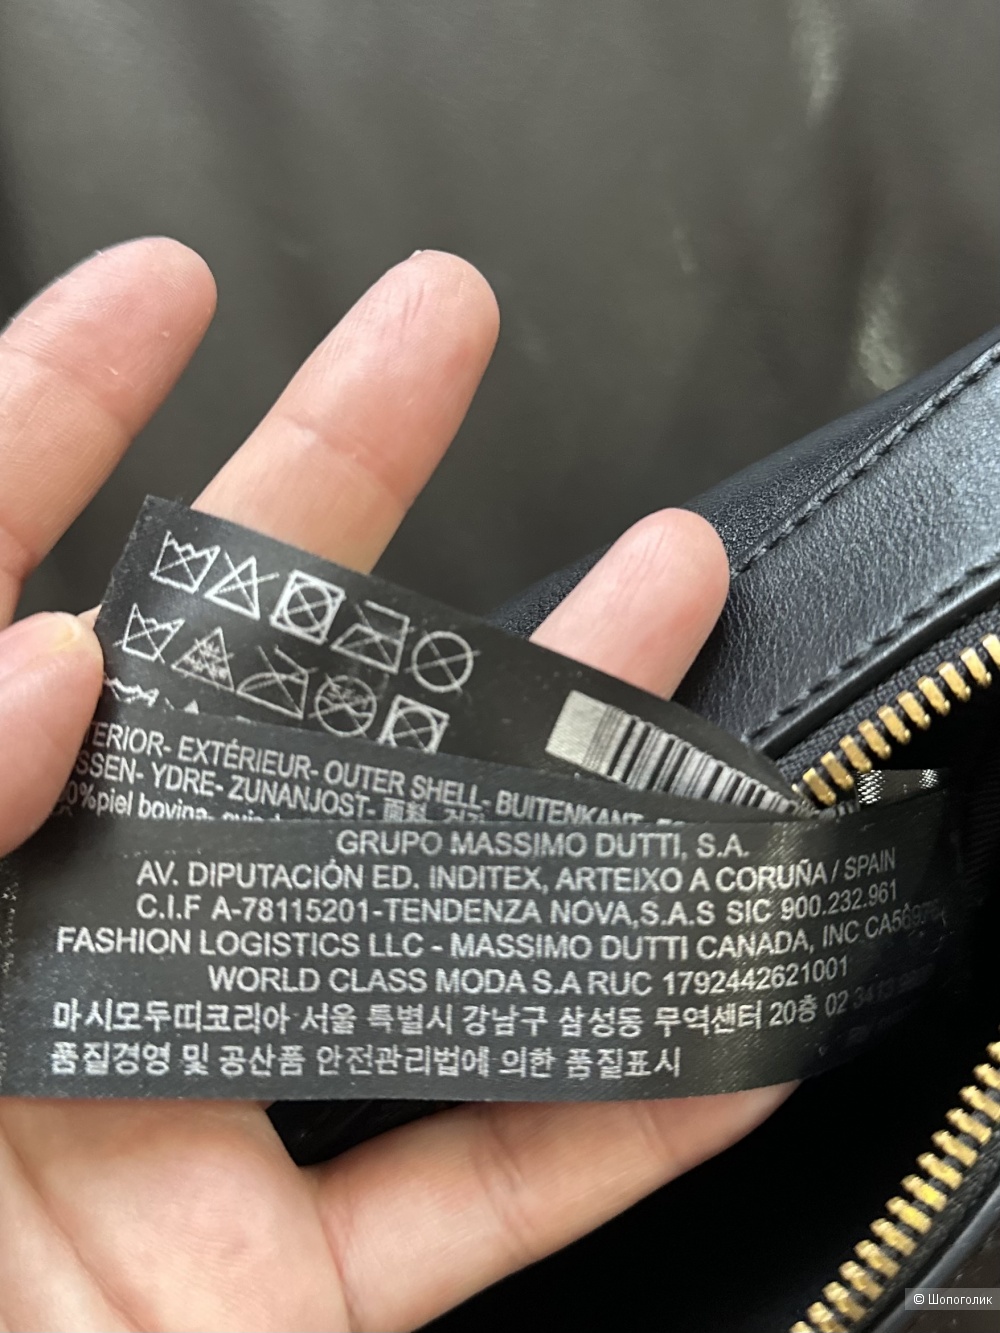 EXTÉRIEUR- OUTER SHELL- BUITENKANT-
YDRE- ZUNANJOST- 面料
%piel bovina-
GRUPO MASSIMO DUTTI, S.A.
AV. DIPUTACIÓN ED. INDITEX, ARTEIXO A CORUÑA / SPAIN
C.I.F A-78115201-TENDENZA NOVA,S.A.S SIC 900.232.961
FASHION LOGISTICS LLC - MASSIMO DUTTI CANADA, INC
WORLD CLASS MODA S.A RUC 1792442621001
마시모두띠코리아 서울 특별시 강남구 삼성동 무역센터 20층 02
품질경영 및 공산품 안전관리법에 의한 품질표시
© Шопоголик